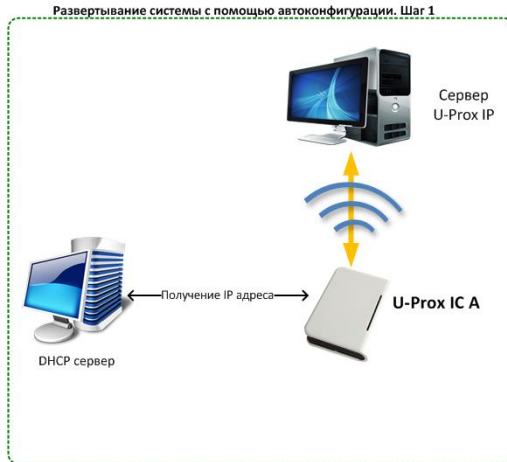 Развертывание системы с помощью автоконфигурации. Шаг 1
Сервер
U-Prox IP
Получение IP адреса
U-Prox IC A
DHCP сервер